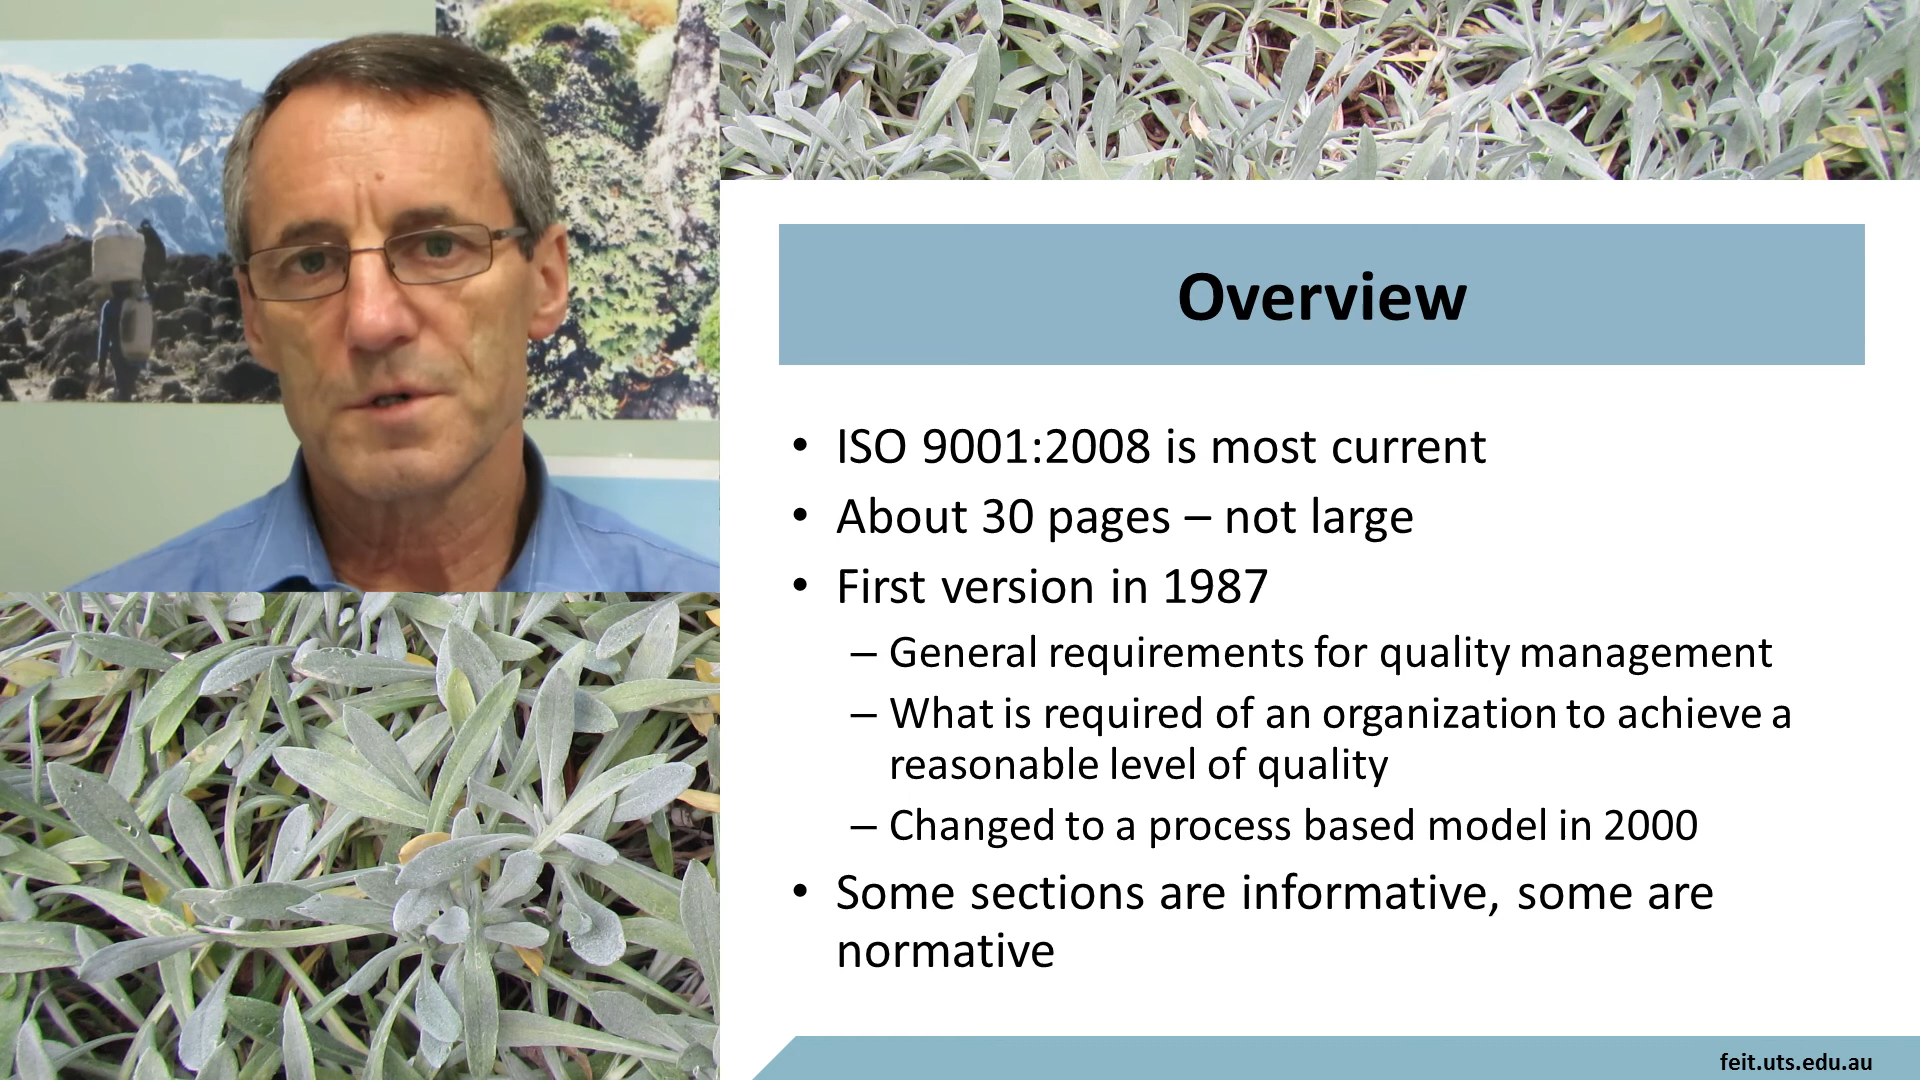 Overview
• ISO 9001:2008 is most current
• About 30 pages – not large
• First version in 1987
– General requirements for quality management
– What is required of an organization to achieve a
reasonable level of quality
– Changed to a process based model in 2000
• Some sections are informative, some are
normative
feit.uts.edu.au